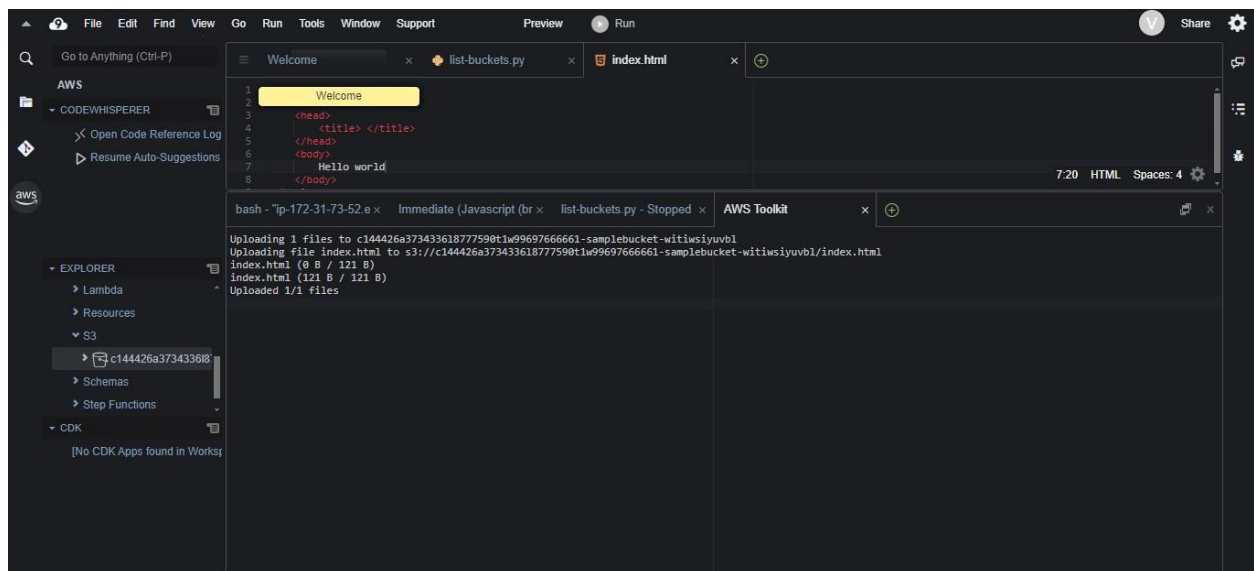 File Edit Find View Go Run Tools Window Support Preview Run V Share
Go to Anything (Ctrl-P)
Welcome list-buckets.py index.html
AWS
CODEWHISPERER
Open Code Reference Log
Resume Auto-Suggestions
aws
EXPLORER
Lambda
Resources
S3
c144426a3734336l8
Schemas
Step Functions
CDK
[No CDK Apps found in Worksp
1
Welcome
2
3 <head>
4 <title> </title>
5 </head>
6 <body>
7 Hello world
8 </body>
7:20 HTML Spaces: 4
bash - "ip-172-31-73-52.e Immediate (Javascript (br list-buckets.py - Stopped AWS Toolkit
Uploading 1 files to c144426a3734336l8777590t1w99697666661-samplebucket-witiwsiyuvbl
Uploading file index.html to s3://c144426a3734336l8777590t1w99697666661-samplebucket-witiwsiyuvbl/index.html
index.html (0 B / 121 B)
index.html (121 B / 121 B)
Uploaded 1/1 files